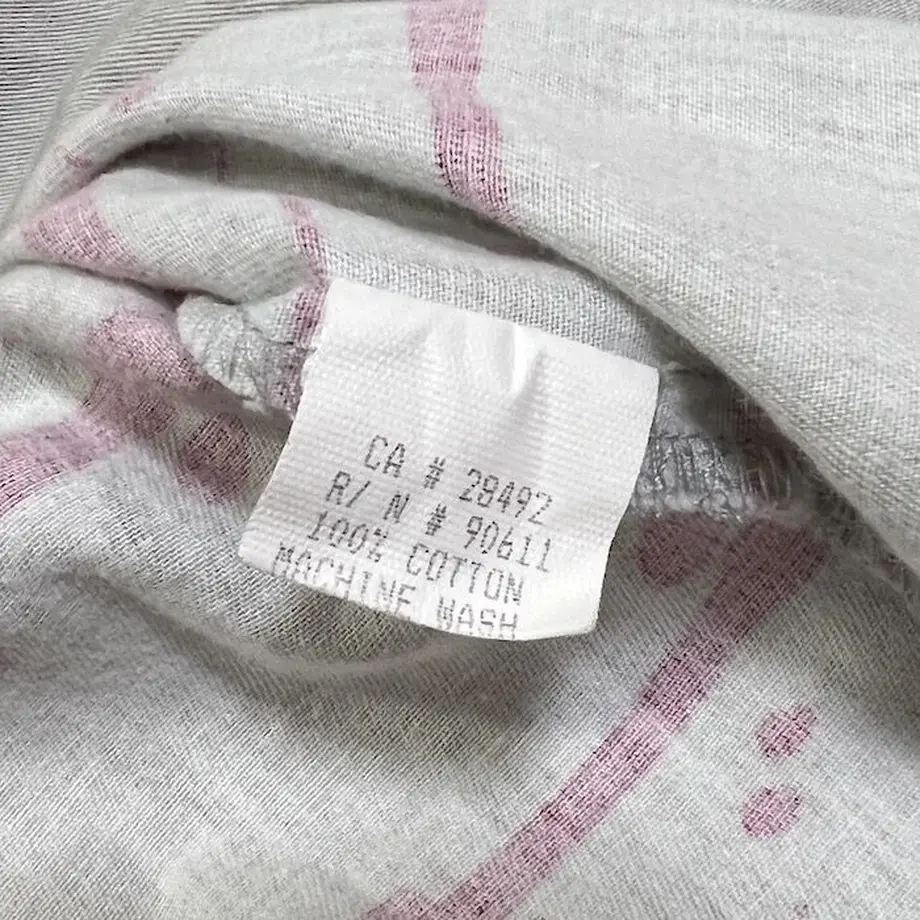 CA # 28492
R/ N # 90611
100% COTTON
MACHINE WASH